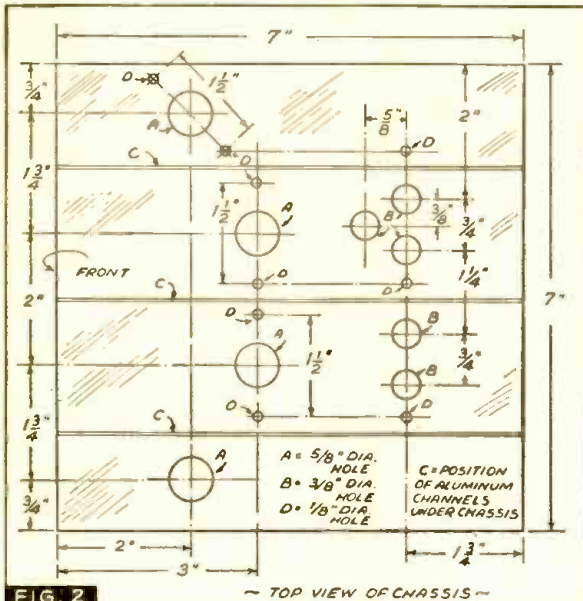 7"
3/4"
D
1 1/2"
A
5/8"
2"
D
C
D
1 3/4"
1 1/2"
A
B
3/8"
3/4"
FRONT
1 1/4"
7"
C
D
D
2"
D
A
1 1/2"
B
3/4"
B
C
D
D
1 3/4"
A
A = 5/8" DIA.
HOLE
B = 3/8" DIA.
HOLE
D = 1/8" DIA.
HOLE
C = POSITION
OF ALUMINUM
CHANNELS
UNDER CHASSIS
3/4"
2"
3"
1 3/4"
FIG. 2
~ TOP VIEW OF CHASSIS ~